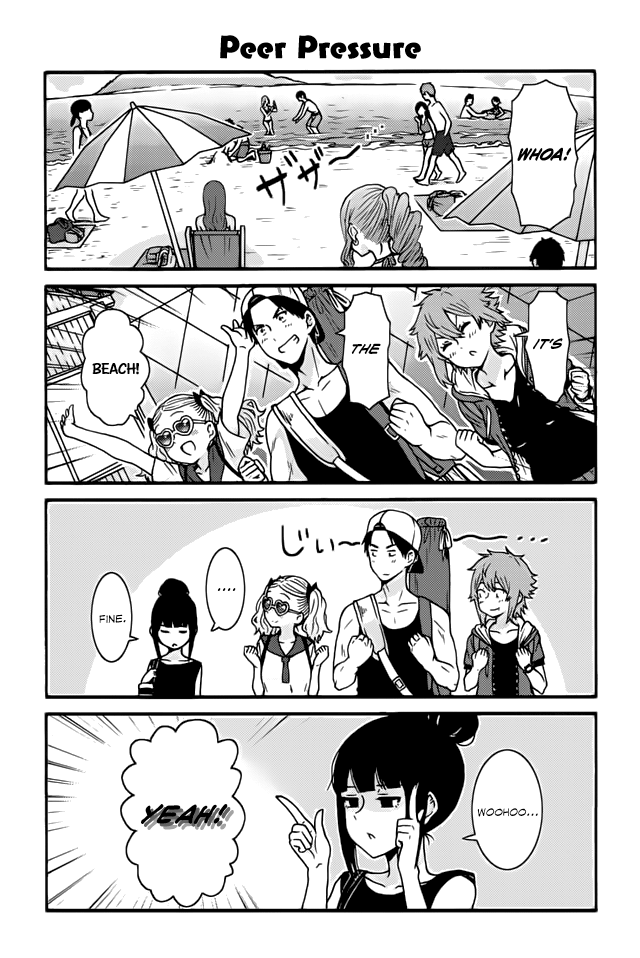 Peer Pressure
WHOA!
ザザ～…
IT'S
THE
BEACH!
じぃ～～…
....
FINE.
WOOHOO...
YEAH!